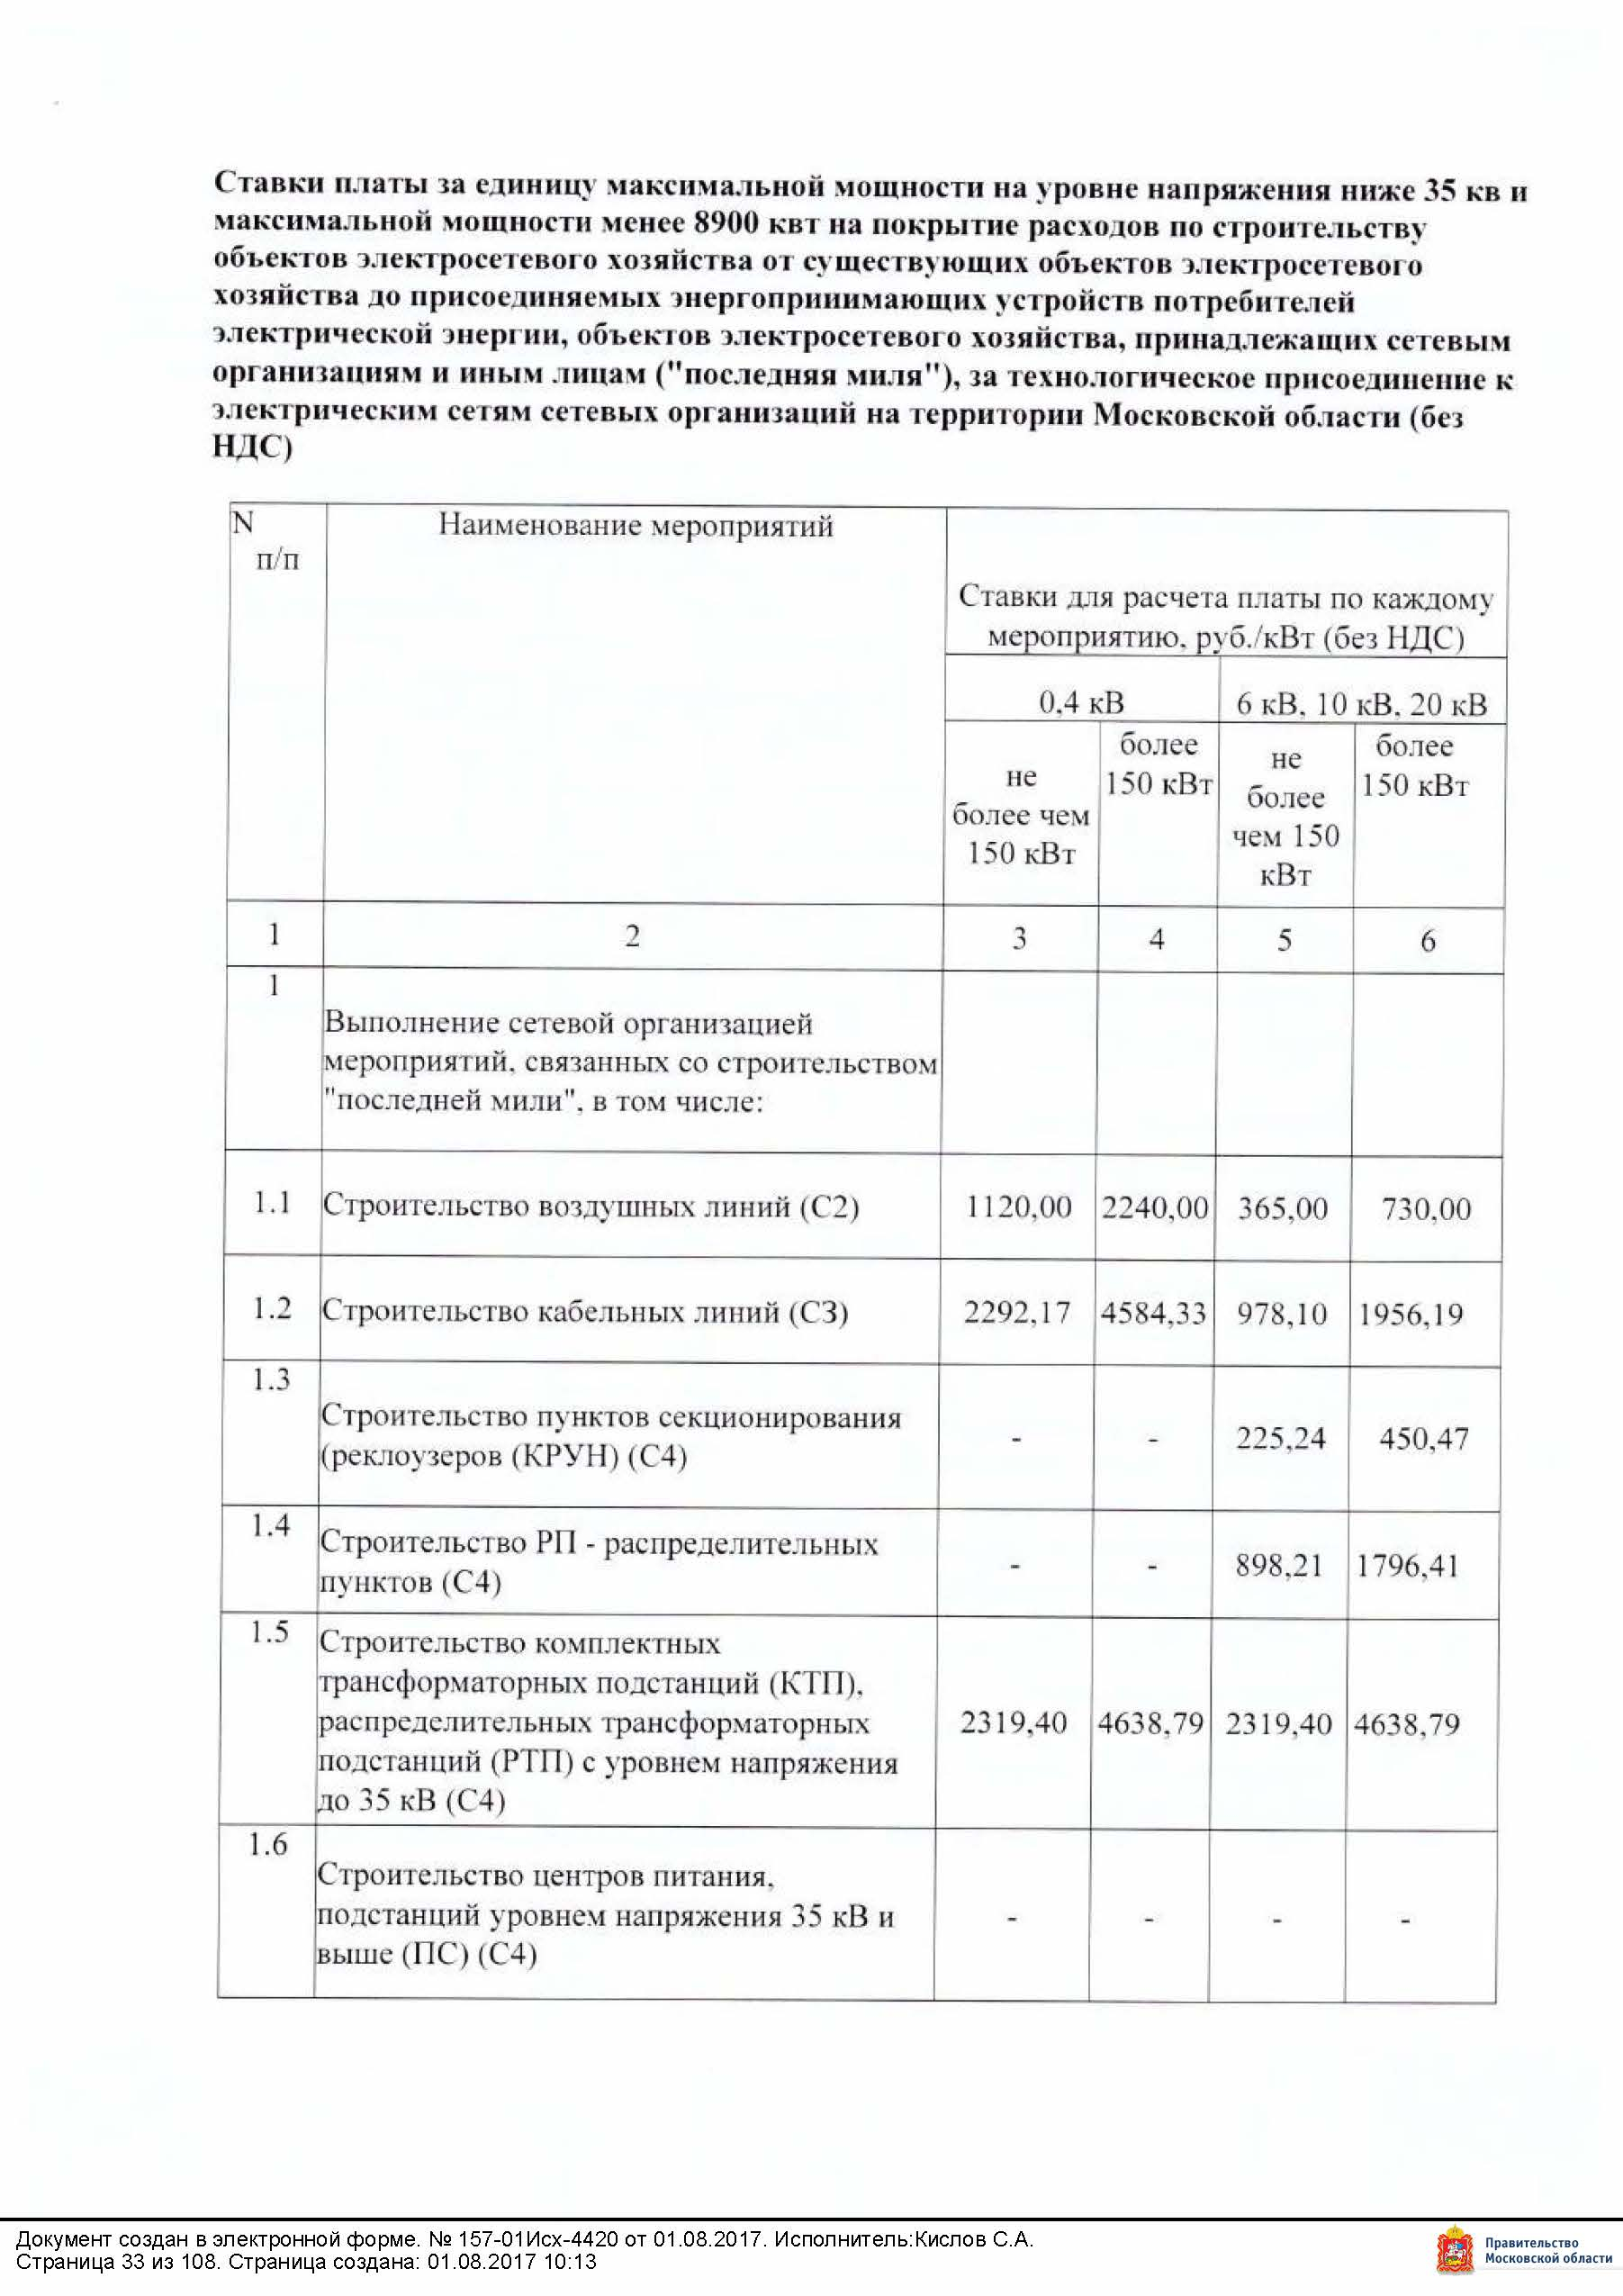 Ставки платы за единицу максимальной мощности на уровне напряжения ниже 35 кв и
максимальной мощности менее 8900 квт на покрытие расходов по строительству
объектов электросетевого хозяйства от существующих объектов электросетевого
хозяйства до присоединяемых энергопринимающих устройств потребителей
электрической энергии, объектов электросетевого хозяйства, принадлежащих сетевым
организациям и иным лицам ("последняя миля"), за технологическое присоединение к
электрическим сетям сетевых организаций на территории Московской области (без
НДС)
N
п/п
Наименование мероприятий
Ставки для расчета платы по каждому
мероприятию, руб./кВт (без НДС)
0,4 кВ
6 кВ, 10 кВ, 20 кВ
не
более чем
150 кВт
более
150 кВт
не
более
чем 150
кВт
более
150 кВт
1 2 3 4 5 6
1
Выполнение сетевой организацией
мероприятий, связанных со строительством
"последней мили", в том числе:
1.1 Строительство воздушных линий (С2) 1120,00 2240,00 365,00 730,00
1.2 Строительство кабельных линий (С3) 2292,17 4584,33 978,10 1956,19
1.3
Строительство пунктов секционирования
(реклоузеров (КРУН) (С4)
- - 225,24 450,47
1.4
Строительство РП - распределительных
пунктов (С4)
- - 898,21 1796,41
1.5
Строительство комплектных
трансформаторных подстанций (КТП),
распределительных трансформаторных
подстанций (РТП) с уровнем напряжения
до 35 кВ (С4)
2319,40 4638,79 2319,40 4638,79
1.6
Строительство центров питания,
подстанций уровнем напряжения 35 кВ и
выше (ПС) (С4)
- - - -
Документ создан в электронной форме. № 157-01Исх-4420 от 01.08.2017. Исполнитель:Кислов С.А.
Страница 33 из 108. Страница создана: 01.08.2017 10:13
Правительство
Московской области